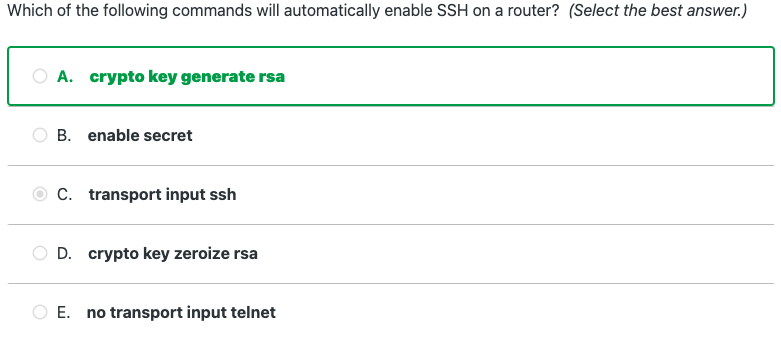 Which of the following commands will automatically enable SSH on a router? (Select the best answer.)
A. crypto key generate rsa
B. enable secret
C. transport input ssh
D. crypto key zeroize rsa
E. no transport input telnet